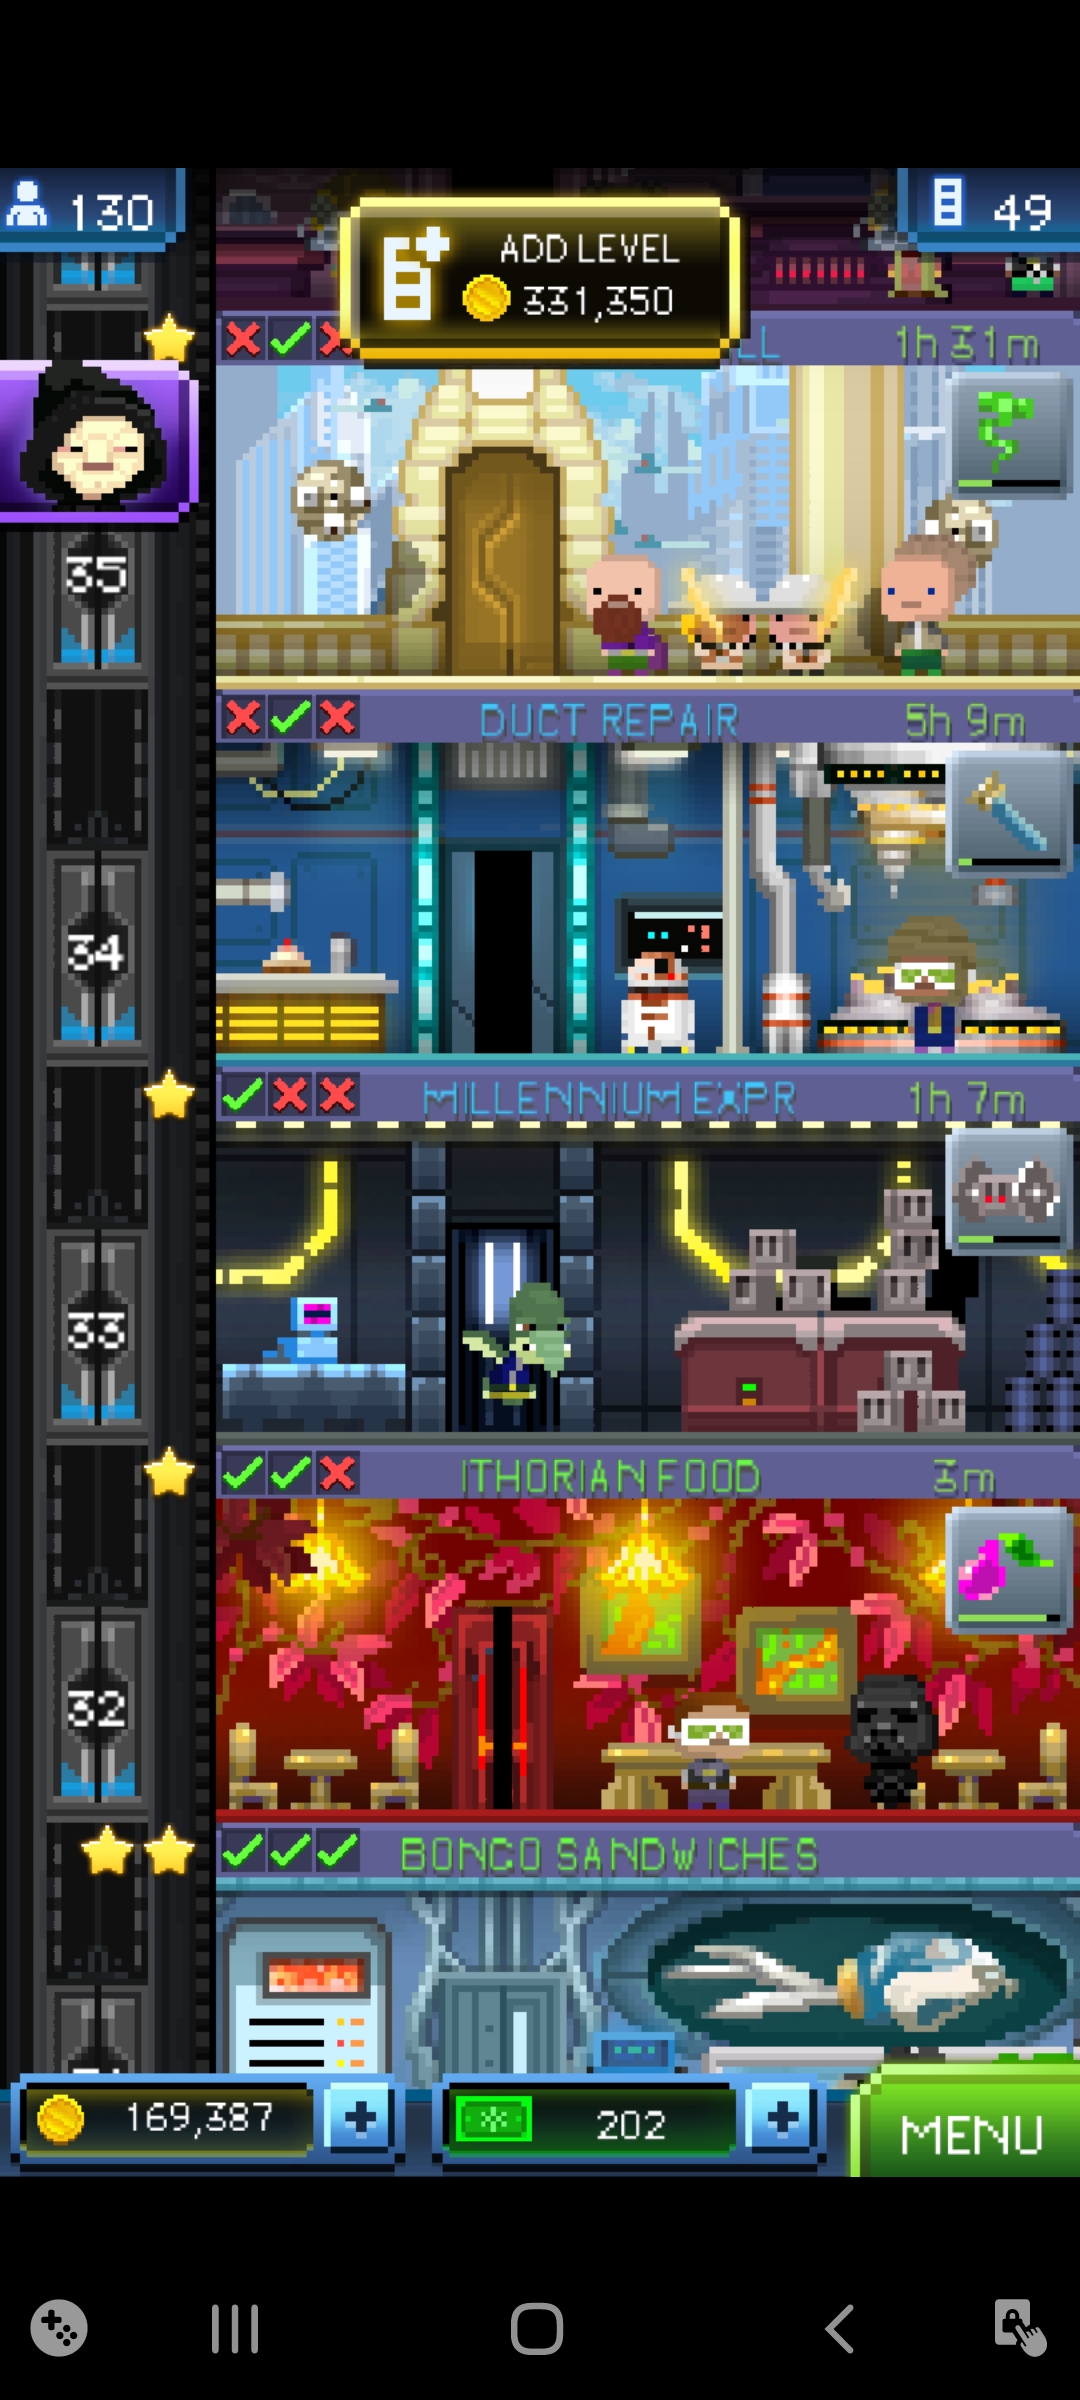 130
49
ADD LEVEL
331,350
LL 1h 31m
35
DUCT REPAIR 5h 9m
34
MILLENNIUM EXPR 1h 7m
33
ITHORIAN FOOD 3m
32
BONGO SANDWICHES
169,387
202
MENU